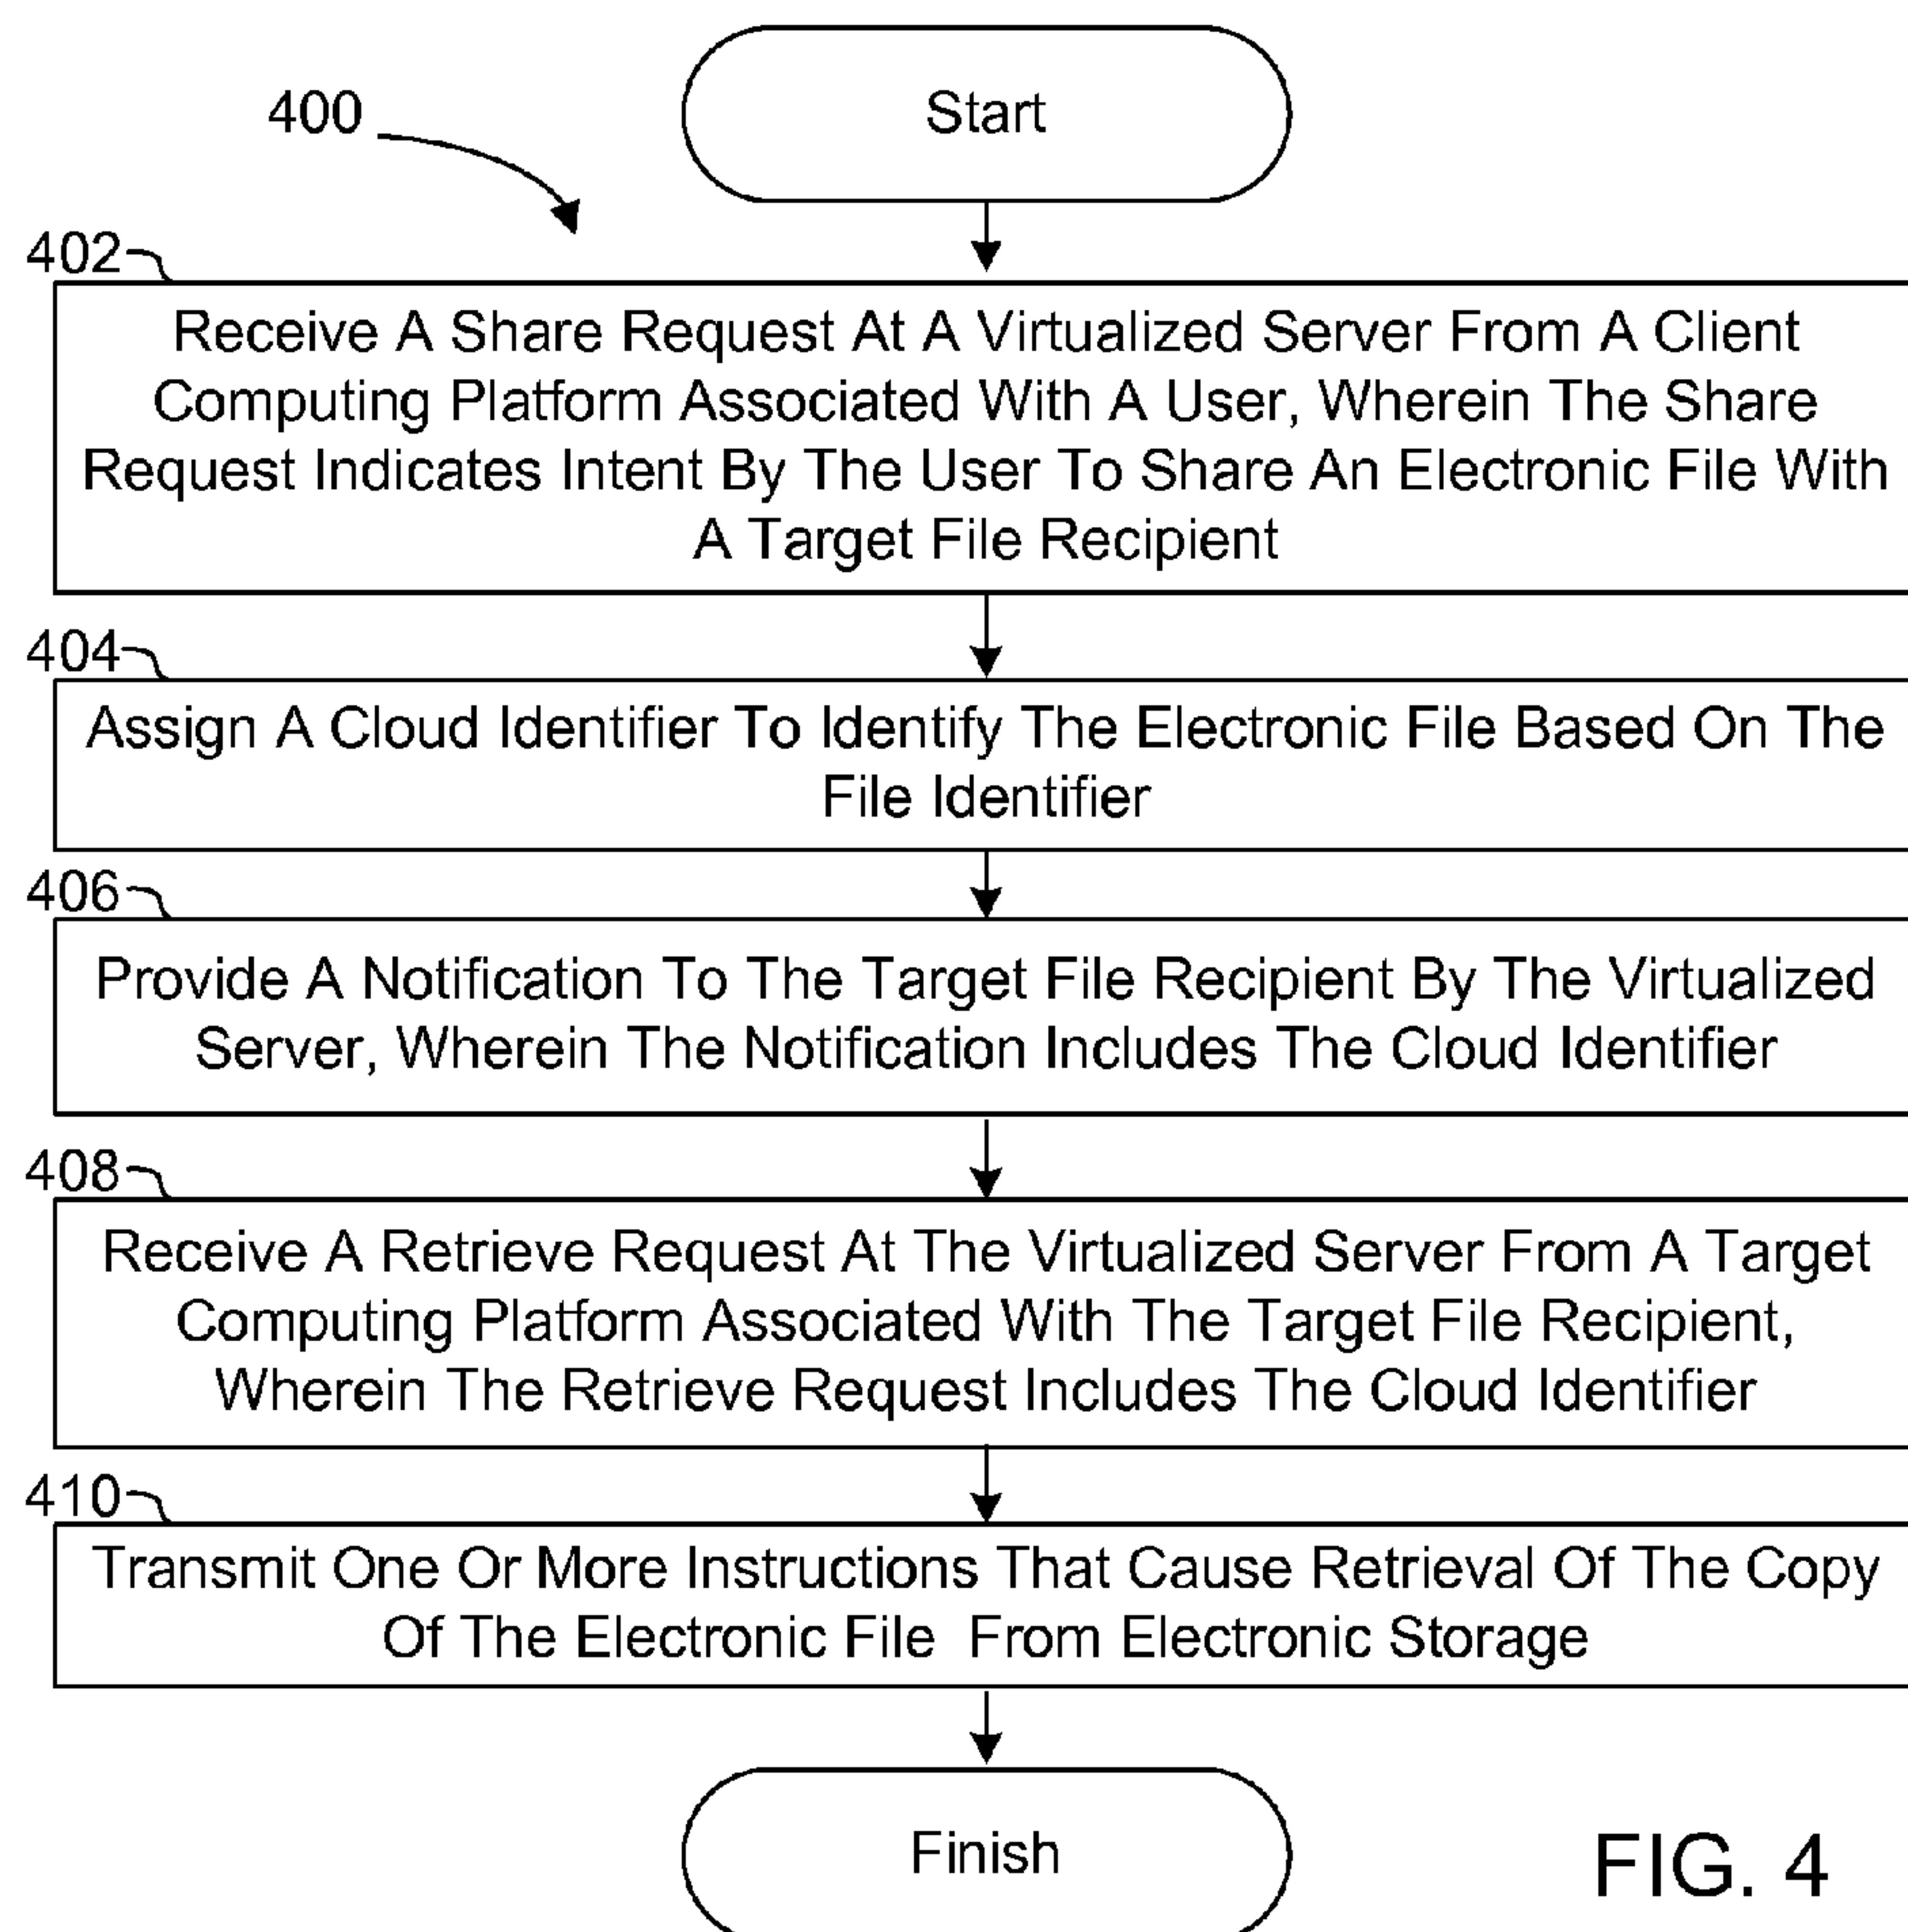 Start
400
402
Receive A Share Request At A Virtualized Server From A Client
Computing Platform Associated With A User, Wherein The Share
Request Indicates Intent By The User To Share An Electronic File With
A Target File Recipient
404
Assign A Cloud Identifier To Identify The Electronic File Based On The
File Identifier
406
Provide A Notification To The Target File Recipient By The Virtualized
Server, Wherein The Notification Includes The Cloud Identifier
408
Receive A Retrieve Request At The Virtualized Server From A Target
Computing Platform Associated With The Target File Recipient,
Wherein The Retrieve Request Includes The Cloud Identifier
410
Transmit One Or More Instructions That Cause Retrieval Of The Copy
Of The Electronic File  From Electronic Storage
Finish
FIG. 4